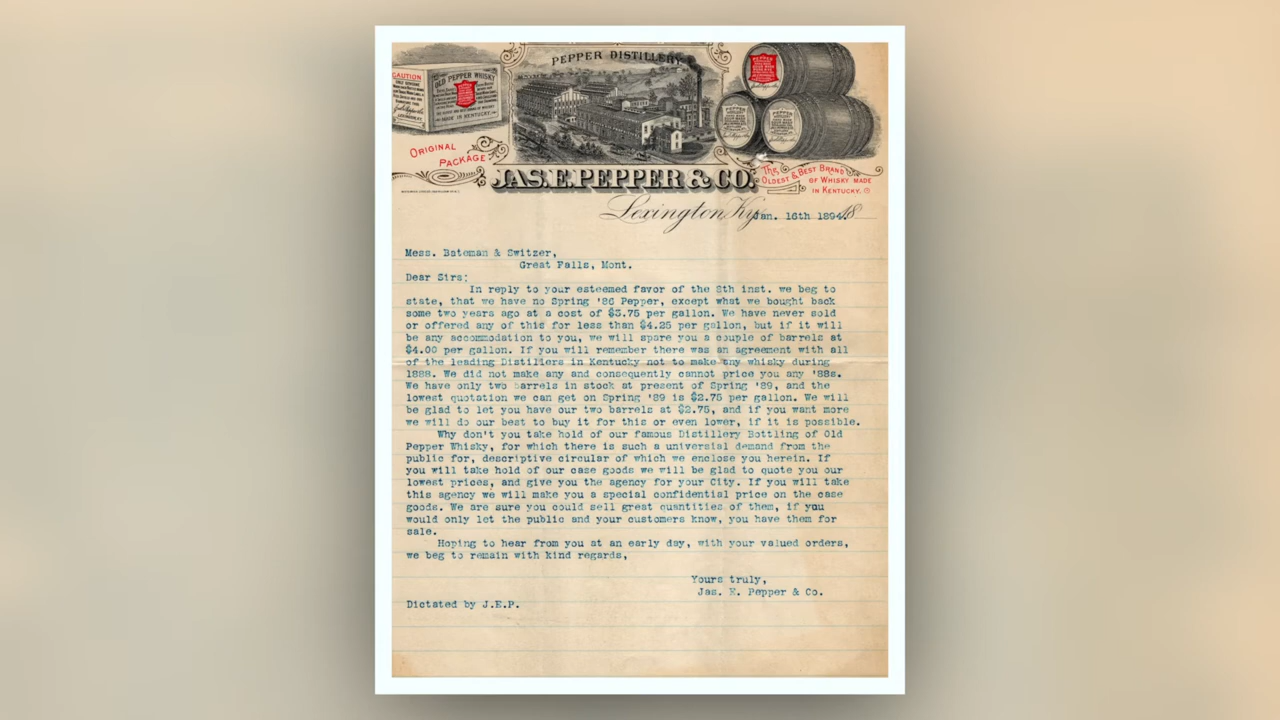 PEPPER DISTILLERY
CAUTION
OLD PEPPER WHISKY
MADE IN KENTUCKY.
ORIGINAL
PACKAGE
JAS.E.PEPPER & CO.
The
OLDEST & BEST BRAND
OF WHISKY MADE
IN KENTUCKY.
Lexington Ky. Jan. 16th 1894. 18
Mess. Bateman & Switzer,
Great Falls, Mont.
Dear Sirs:
In reply to your esteemed favor of the 8th inst. we beg to
state, that we have no Spring '86 Pepper, except what we bought back
some two years ago at a cost of $3.75 per gallon. We have never sold
or offered any of this for less than $4.25 per gallon, but if it will
be any accommodation to you, we will spare you a couple of barrels at
$4.00 per gallon. If you will remember there was an agreement with all
of the leading Distillers in Kentucky not to make any whisky during
1888. We did not make any and consequently cannot price you any '88s.
We have only two barrels in stock at present of Spring '89, and the
lowest quotation we can get on Spring '89 is $2.75 per gallon. We will
be glad to let you have our two barrels at $2.75, and if you want more
we will do our best to buy it for this or even lower, if it is possible.
Why don't you take hold of our famous Distillery Bottling of Old
Pepper Whisky, for which there is such a universal demand from the
public for, descriptive circular of which we enclose you herein. If
you will take hold of our case goods we will be glad to quote you our
lowest prices, and give you the agency for your City. If you will take
this agency we will make you a special confidential price on the case
goods. We are sure you could sell great quantities of them, if you
would only let the public and your customers know, you have them for
sale.
Hoping to hear from you at an early day, with your valued orders,
we beg to remain with kind regards,
Yours truly,
Jas. E. Pepper & Co.
Dictated by J.E.P.